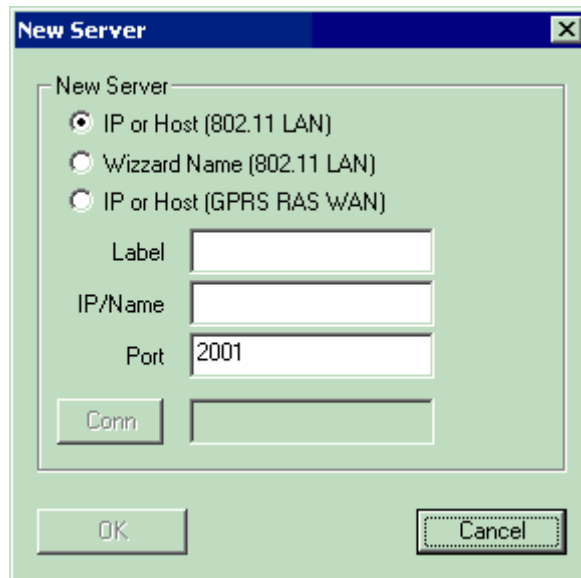 New Server
New Server
IP or Host (802.11 LAN)
Wizzard Name (802.11 LAN)
IP or Host (GPRS RAS WAN)
Label
IP/Name
Port 2001
Conn
OK Cancel